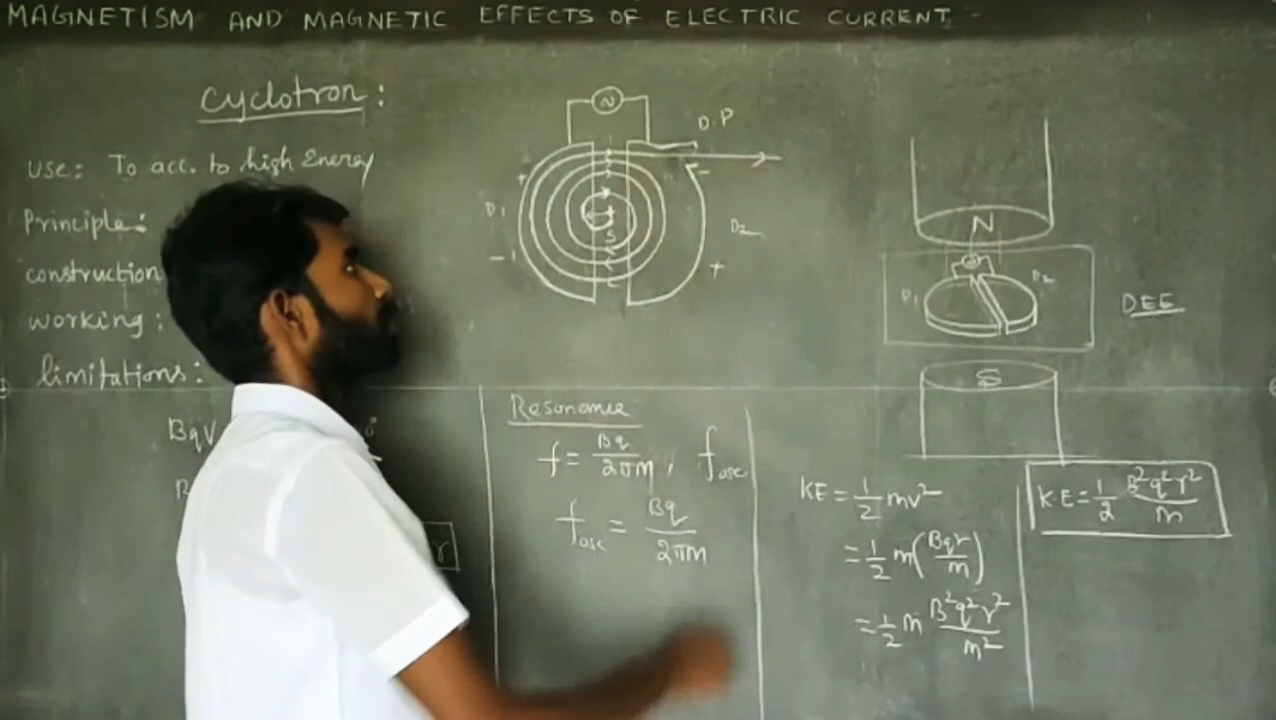 MAGNETISM AND MAGNETIC EFFECTS OF ELECTRIC CURRENT -
Cyclotron:
use: To acc. to high Energy
Principle:
construction
working:
limitations:
D.P
+
-
D1
D2
-
+
S
N
D1
D2
DEE
S
BqV
B
r
Resonance
f = Bq/2πm, fosc
fosc = Bq/2πm
KE = 1/2 mv²
= 1/2 m(Bqr/m)
= 1/2 m B²q²r²/m²
K·E = 1/2 B²q²r²/m